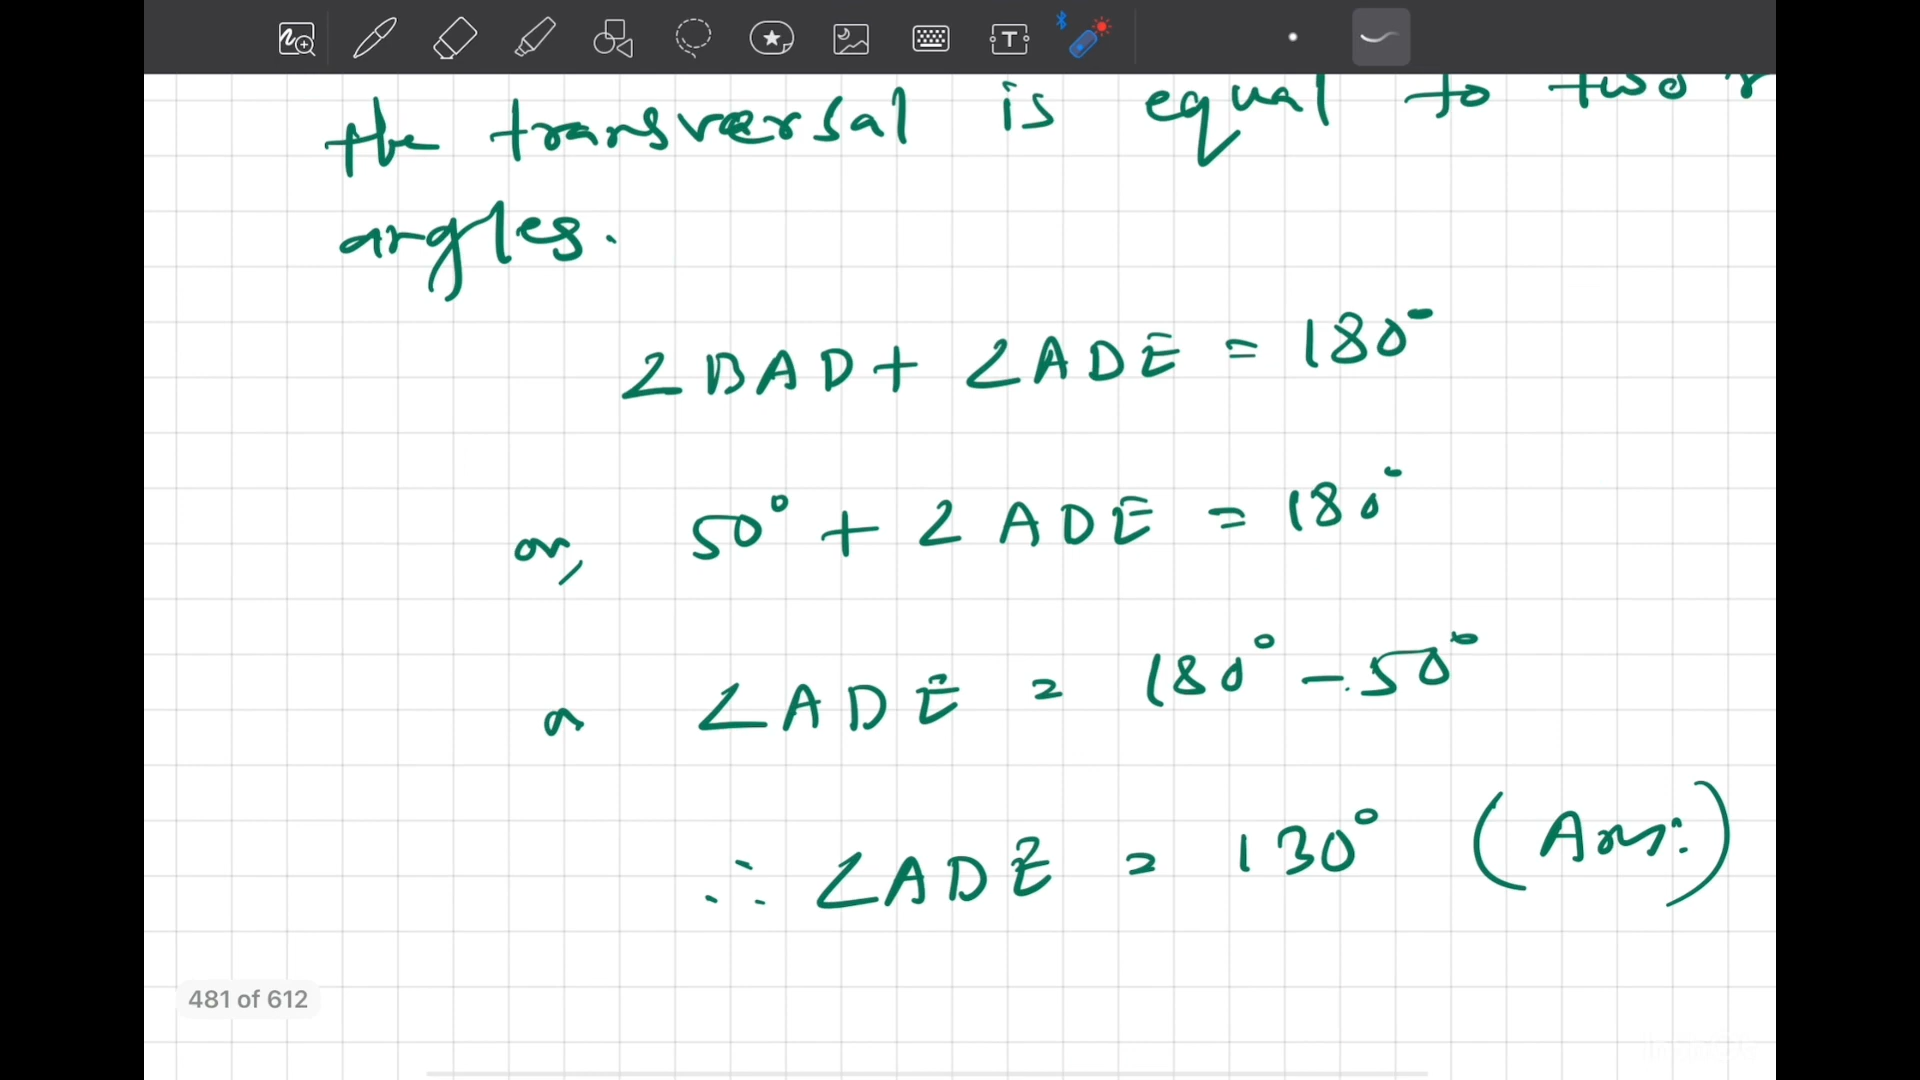 the transversal is equal to two r
angles.
∠BAD + ∠ADE = 180°
or, 50° + ∠ADE = 180°
or ∠ADE = 180° - 50°
∴ ∠ADE = 130° (Ans:)
481 of 612